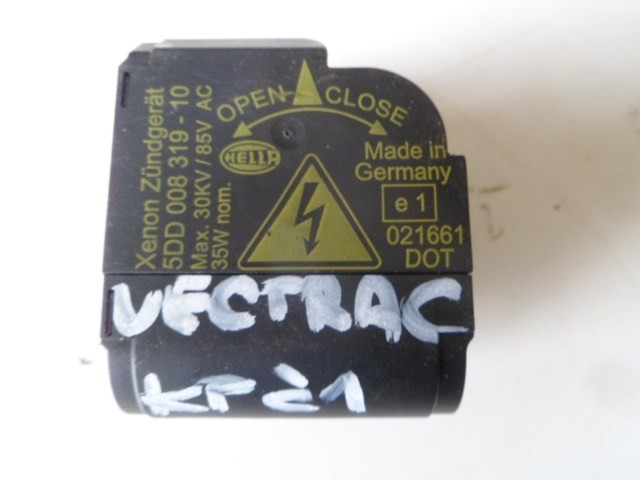 Xenon Zündgerät
5DD 008 319 - 10
Max. 30KV / 85V AC
35W nom.
OPEN CLOSE
HELLA
Made in
Germany
e 1
021661
DOT
VECTRAC